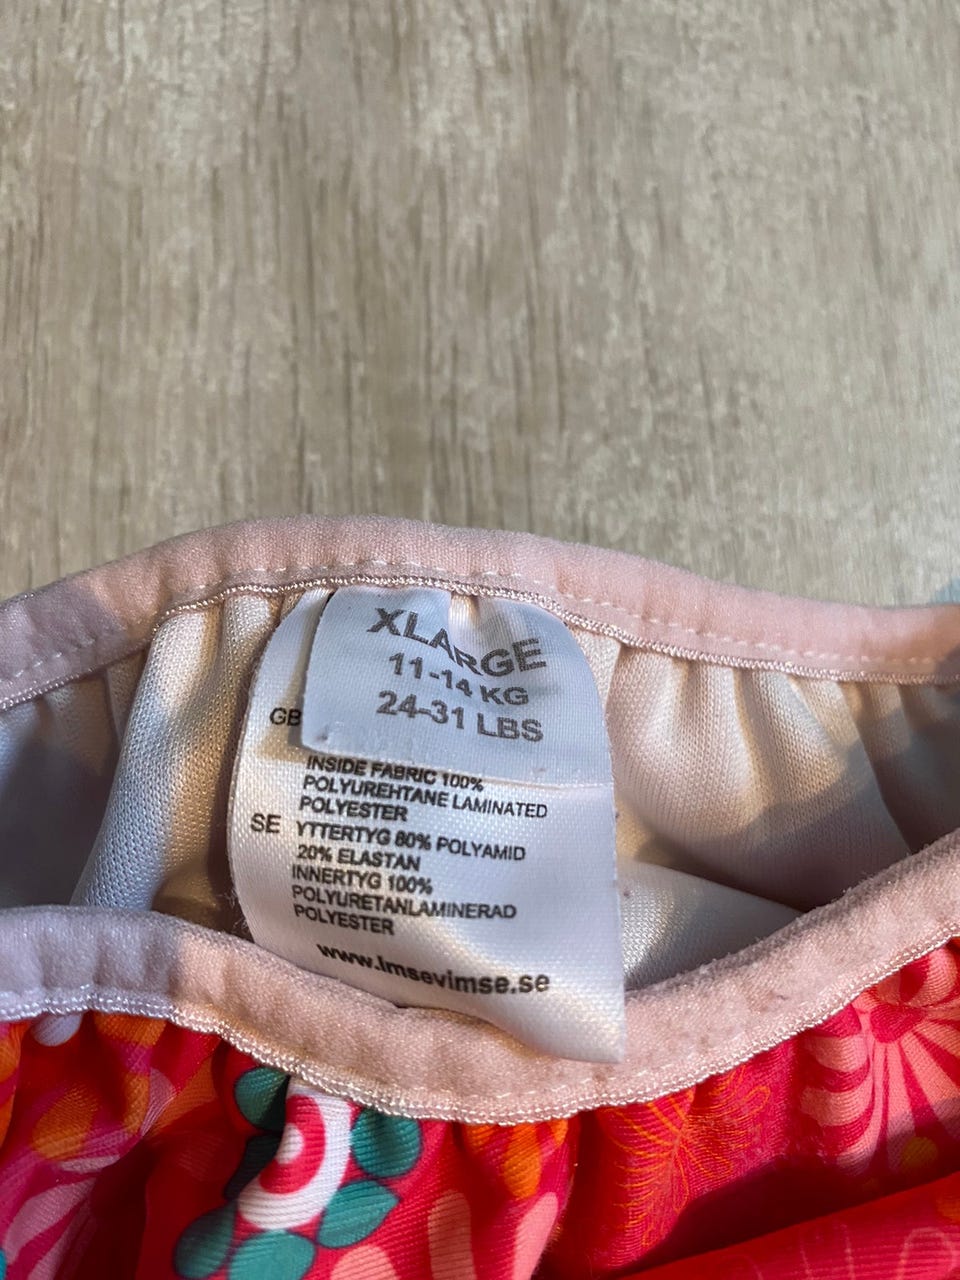 XLARGE
11-14 KG
24-31 LBS
GB
INSIDE FABRIC 100%
POLYUREHTANE LAMINATED
POLYESTER
SE YTTERTYG 80% POLYAMID
20% ELASTAN
INNERTYG 100%
POLYURETANLAMINERAD
POLYESTER
www.Imsevimse.se